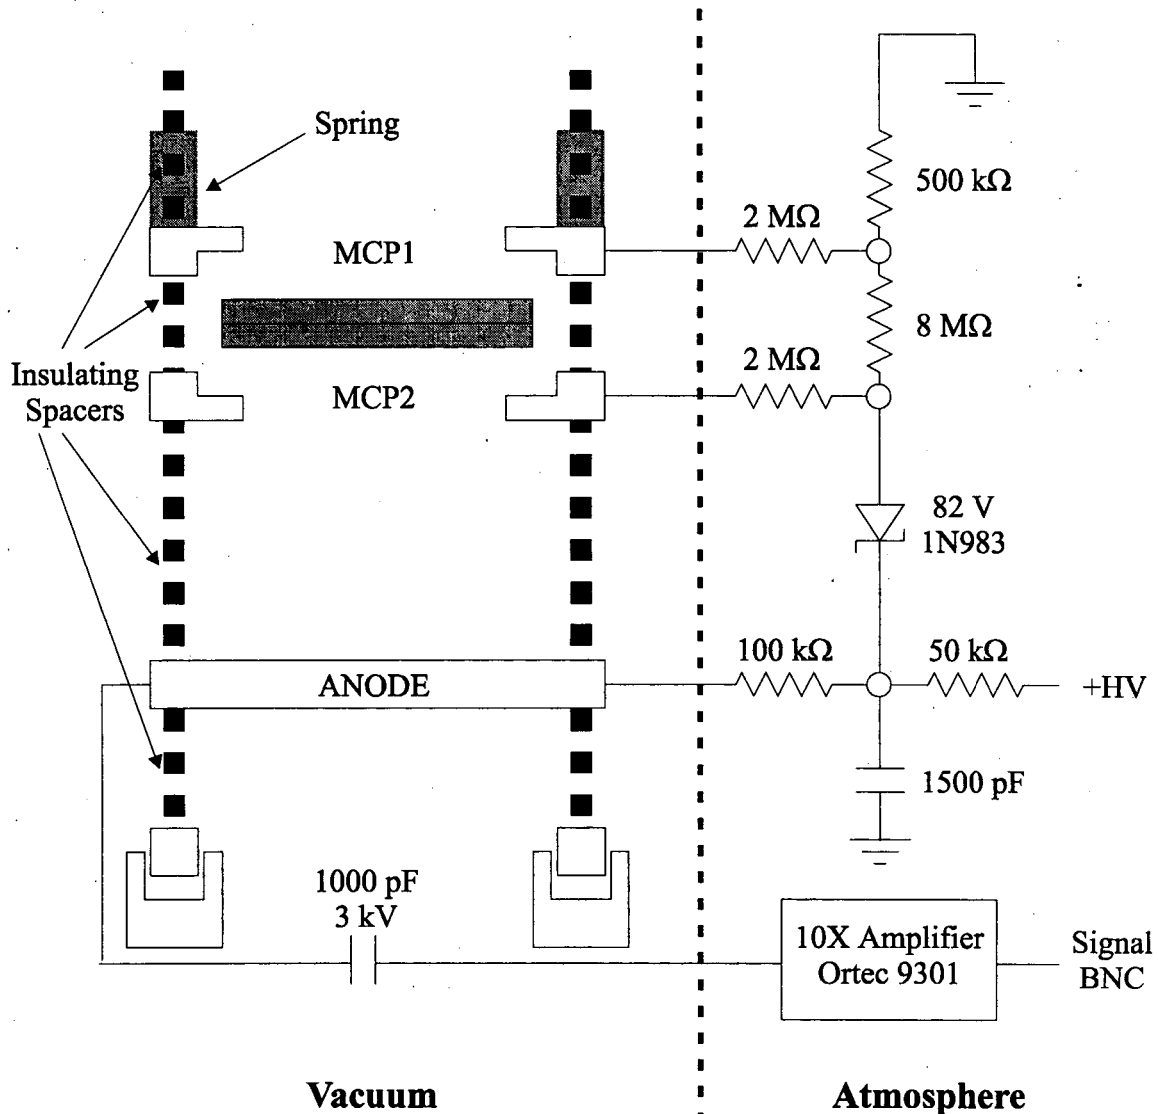 Spring
500 kΩ
2 MΩ
MCP1
8 MΩ
Insulating
Spacers
2 MΩ
MCP2
82 V
1N983
100 kΩ
50 kΩ
ANODE
+HV
1500 pF
1000 pF
3 kV
10X Amplifier
Ortec 9301
Signal
BNC
Vacuum
Atmosphere